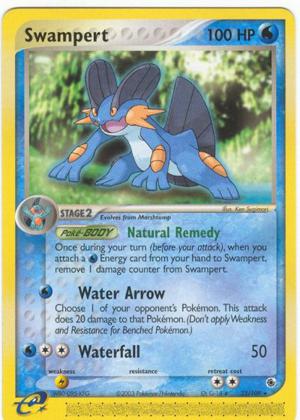 Swampert
100 HP
Illus. Ken Sugimori
STAGE 2
Evolves from Marshtomp
Poké-BODY Natural Remedy
Once during your turn (before your attack), when you
attach a Energy card from your hand to Swampert,
remove 1 damage counter from Swampert.
Water Arrow
Choose 1 of your opponent's Pokémon. This attack
does 20 damage to that Pokémon. (Don't apply Weakness
and Resistance for Benched Pokémon.)
Waterfall 50
weakness resistance retreat cost
©2003 Pokémon/Nintendo
e